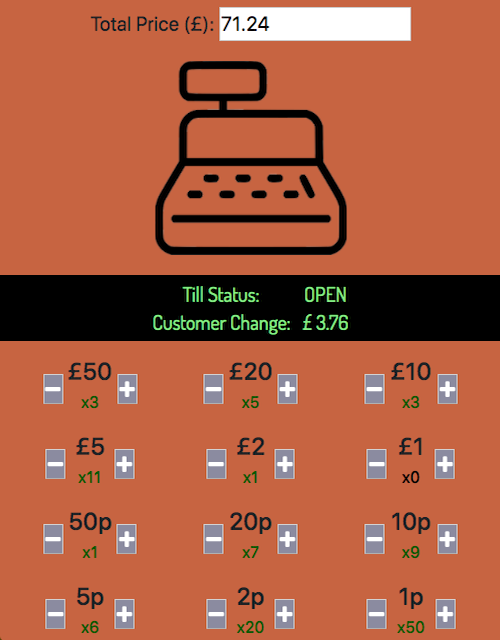 Total Price (£): 71.24
Till Status: OPEN
Customer Change: £ 3.76
£50 £20 £10
− + − + − +
x3 x5 x3
£5 £2 £1
− + − + − +
x11 x1 x0
50p 20p 10p
− + − + − +
x1 x7 x9
5p 2p 1p
− + − + − +
x6 x20 x50